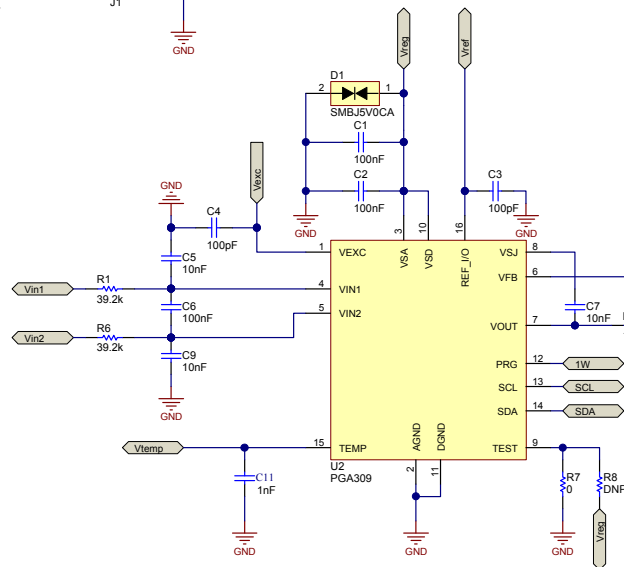 J1
GND
Vreg
Vref
D1
2
1
SMBJ5V0CA
C1
100nF
C2
100nF
C3
100pF
GND
GND
Vexc
GND
C4
100pF
3
10
16
1
VEXC
VSA
VSD
REF_I/O
VSJ
8
C5
10nF
VFB
6
Vin1
R1
39.2k
4
VIN1
C6
100nF
5
VIN2
C7
10nF
VOUT
7
Vin2
R6
39.2k
C9
10nF
PRG
12
1W
SCL
13
SCL
SDA
14
SDA
GND
Vtemp
15
TEMP
AGND
DGND
TEST
9
U2
PGA309
2
11
C11
1nF
R7
0
R8
DNP
GND
GND
GND
Vreg